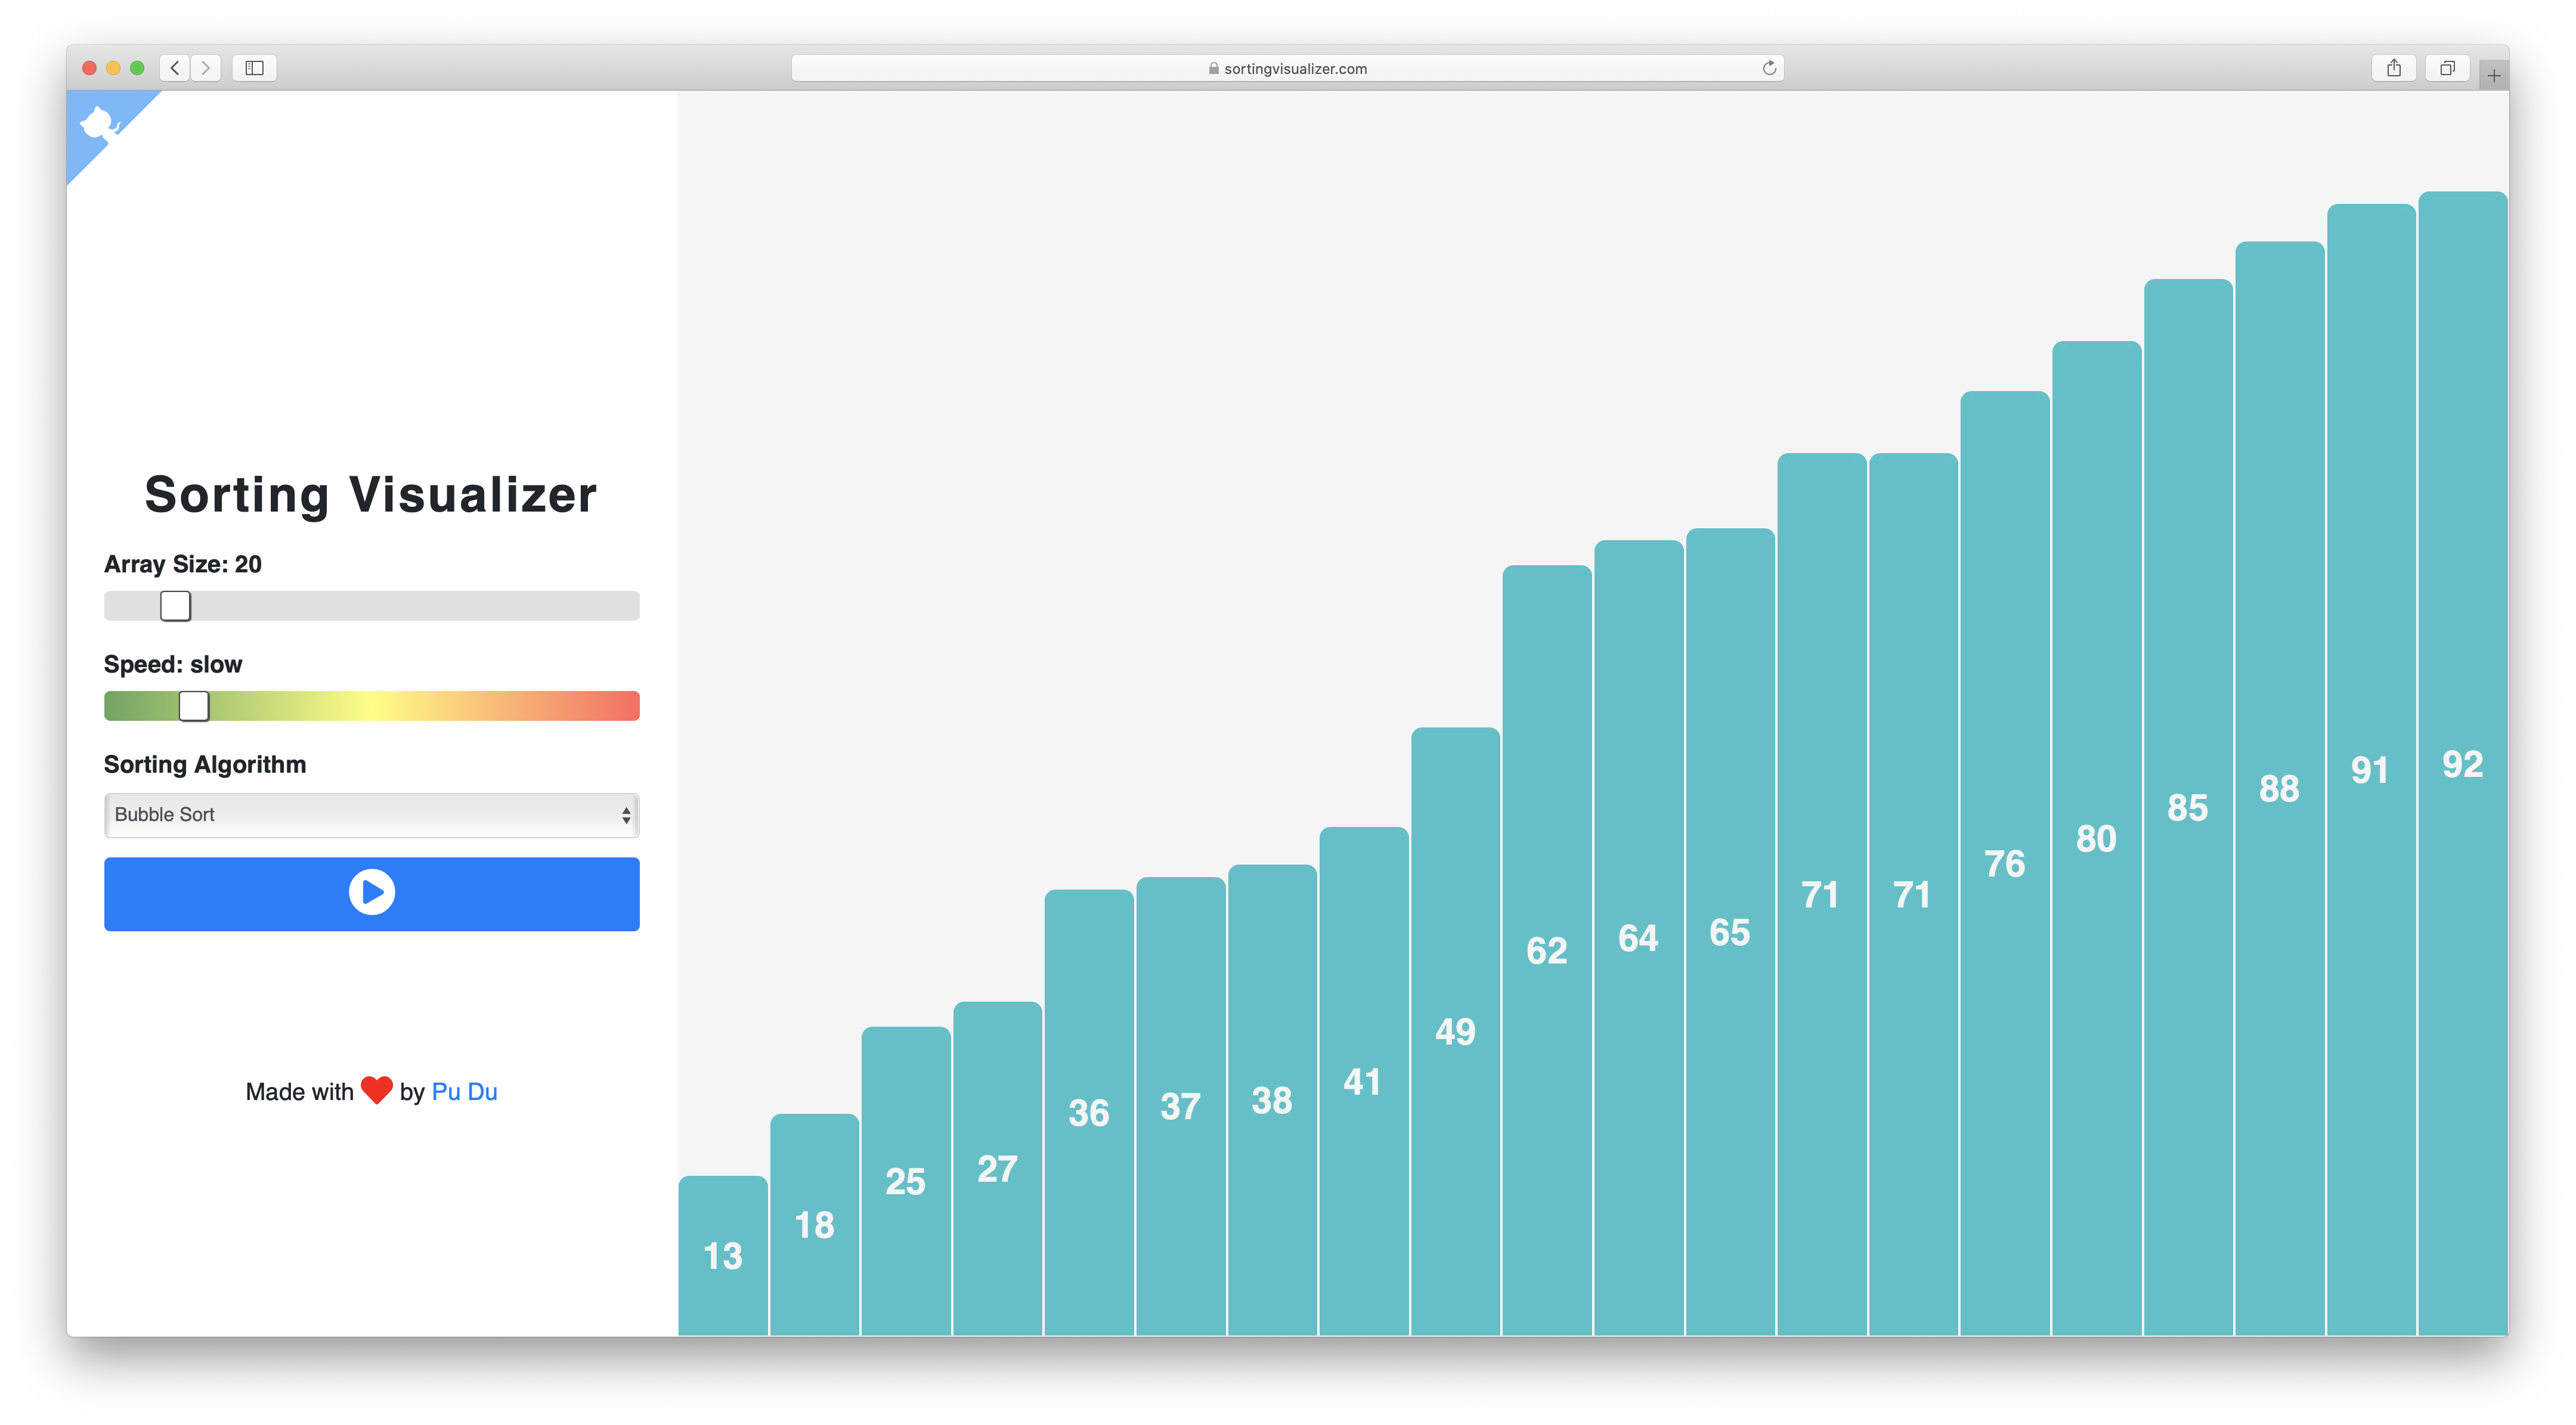 sortingvisualizer.com
Sorting Visualizer
Array Size: 20
Speed: slow
Sorting Algorithm
Bubble Sort
Made with by Pu Du
13
18
25
27
36
37
38
41
49
62
64
65
71
71
76
80
85
88
91
92